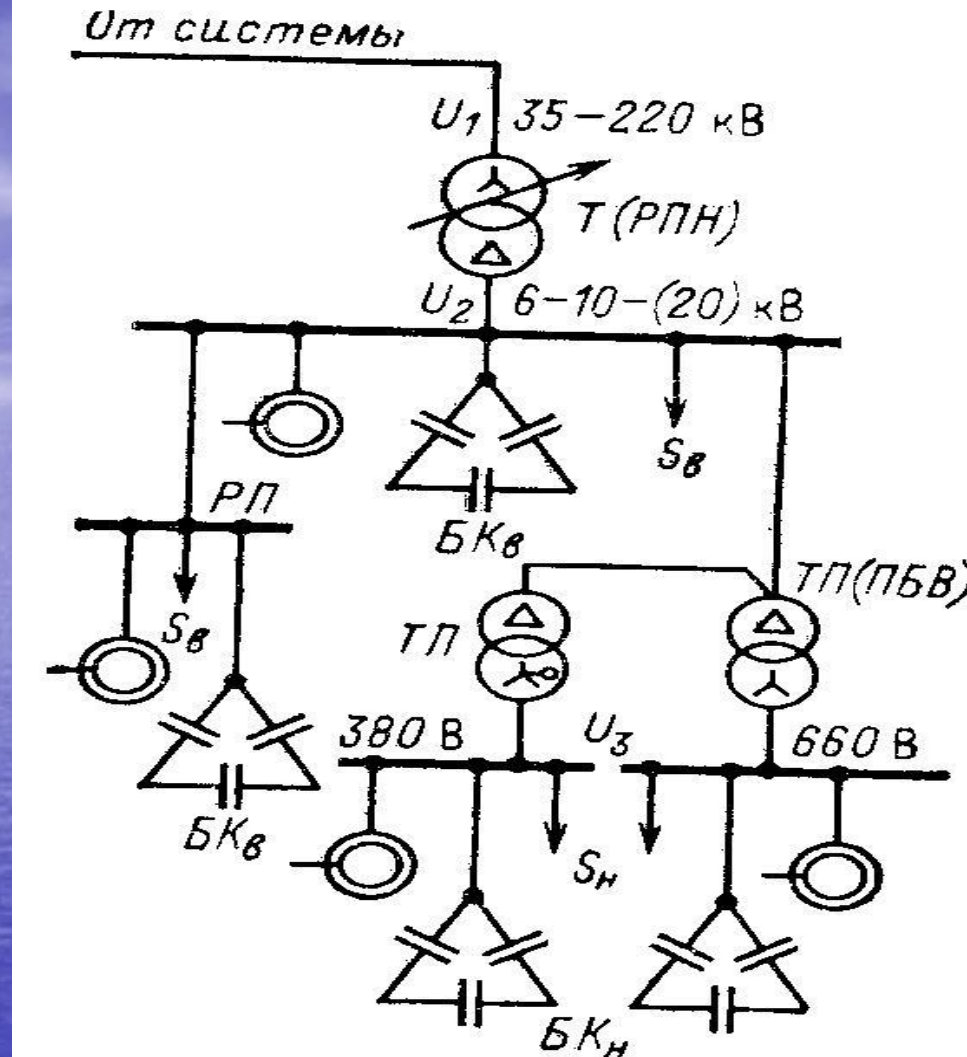 От системы
U₁ 35-220 кВ
Т (РПН)
U₂ 6-10-(20) кВ
Sв
РП
БКв
ТП(ПБВ)
Sв
ТП
380 В
U₃
660 В
БКв
Sн
БКн